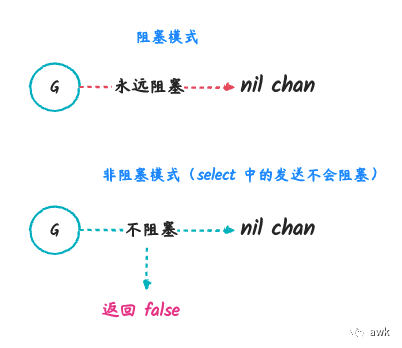 阻塞模式
G 永远阻塞 nil chan
非阻塞模式（select 中的发送不会阻塞）
G 不阻塞 nil chan
返回 false
awk